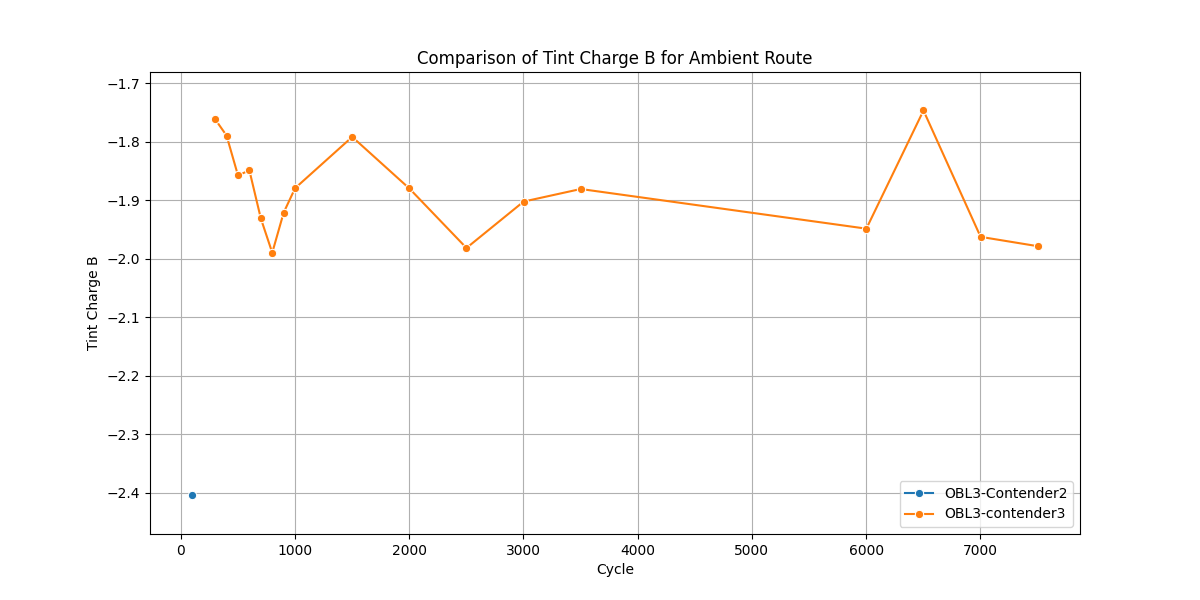 Comparison of Tint Charge B for Ambient Route
Tint Charge B
−1.7
−1.8
−1.9
−2.0
−2.1
−2.2
−2.3
−2.4
0 1000 2000 3000 4000 5000 6000 7000
Cycle
OBL3-Contender2
OBL3-contender3